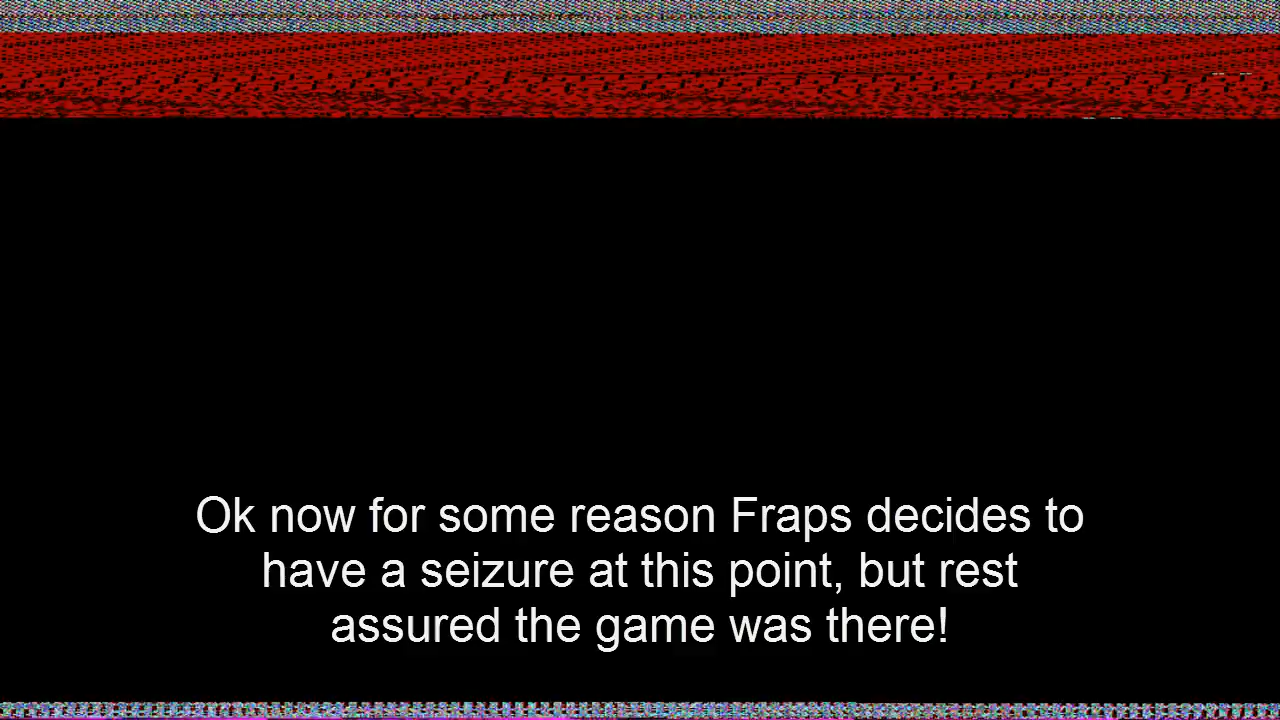 Ok now for some reason Fraps decides to
have a seizure at this point, but rest
assured the game was there!